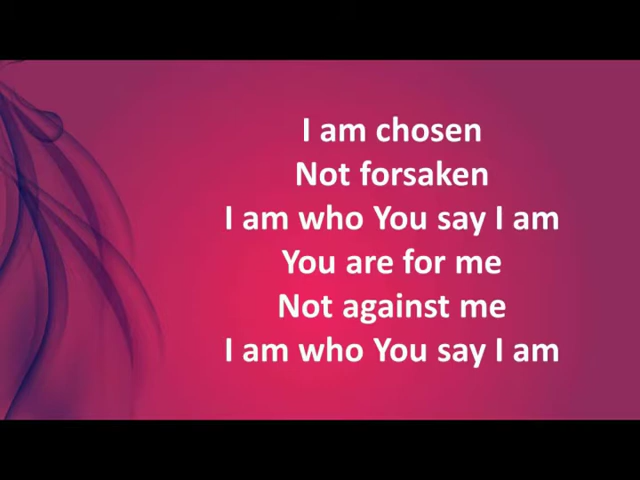 I am chosen
Not forsaken
I am who You say I am
You are for me
Not against me
I am who You say I am